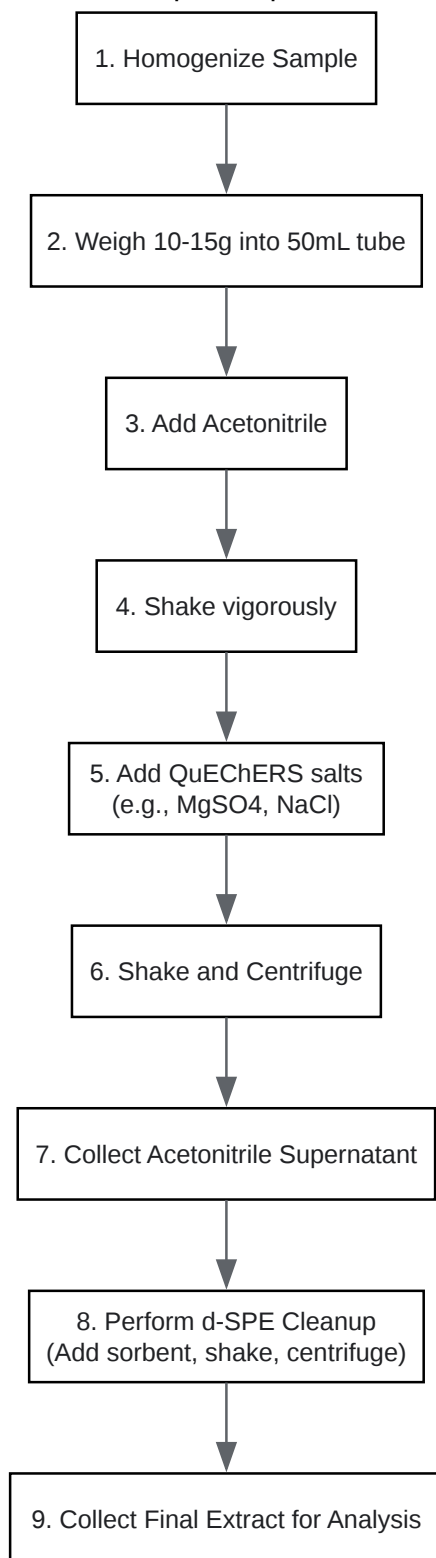 1. Homogenize Sample
2. Weigh 10-15g into 50mL tube
3. Add Acetonitrile
4. Shake vigorously
5. Add QuEChERS salts
(e.g., MgSO4, NaCl)
6. Shake and Centrifuge
7. Collect Acetonitrile Supernatant
8. Perform d-SPE Cleanup
(Add sorbent, shake, centrifuge)
9. Collect Final Extract for Analysis